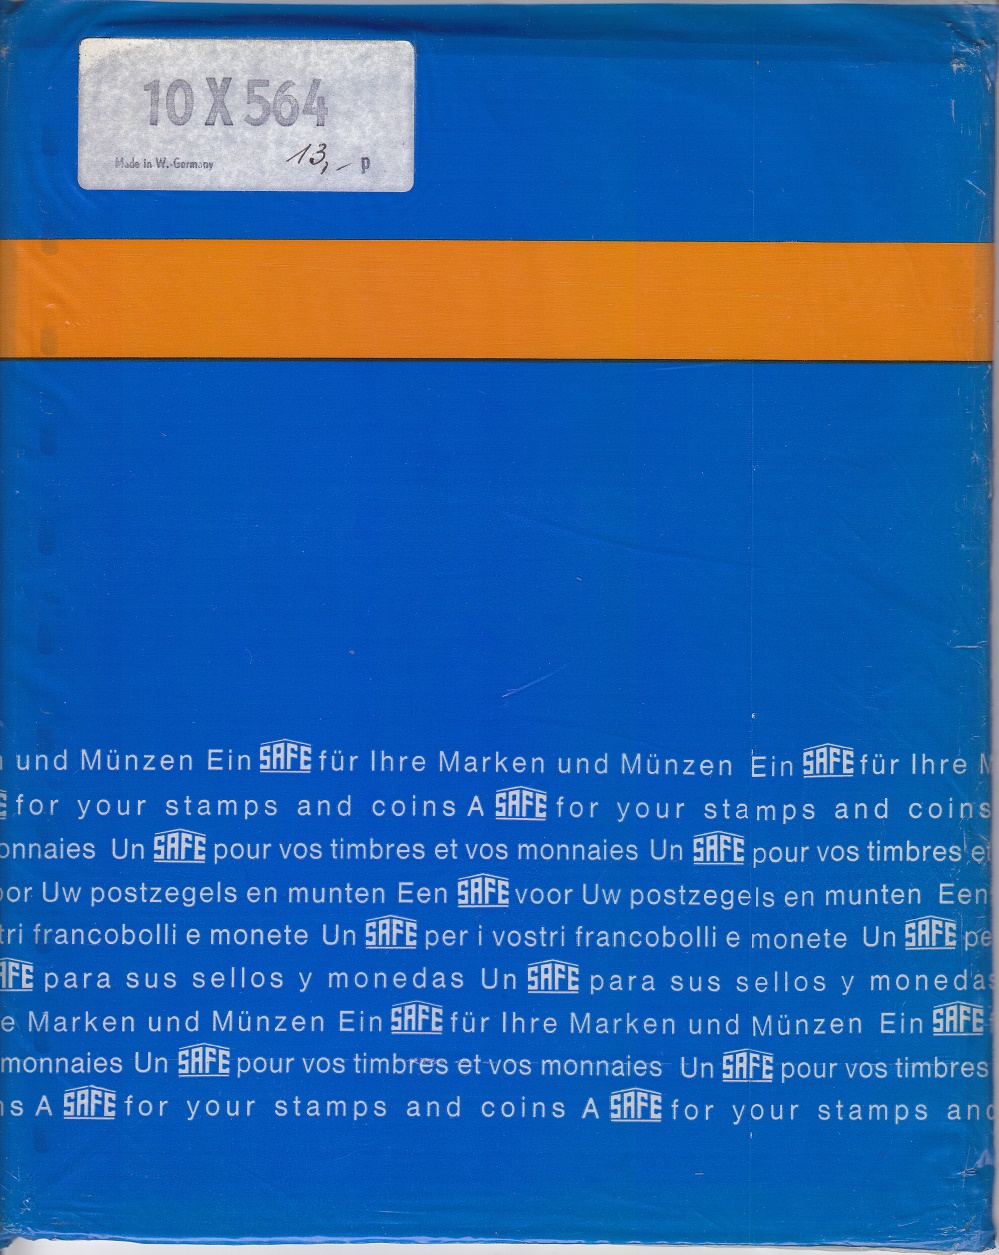 10 X 564
Made in W.-Germany 13,- p
und Münzen Ein SAFE für Ihre Marken und Münzen Ein SAFE für Ihre
for your stamps and coins A SAFE for your stamps and coins
onnaies Un SAFE pour vos timbres et vos monnaies Un SAFE pour vos timbres et
oor Uw postzegels en munten Een SAFE voor Uw postzegels en munten Een
tri francobolli e monete Un SAFE per i vostri francobolli e monete Un SAFE pe
AFE para sus sellos y monedas Un SAFE para sus sellos y monedas
e Marken und Münzen Ein SAFE für Ihre Marken und Münzen Ein SAFE
monnaies Un SAFE pour vos timbres et vos monnaies Un SAFE pour vos timbres
s A SAFE for your stamps and coins A SAFE for your stamps and